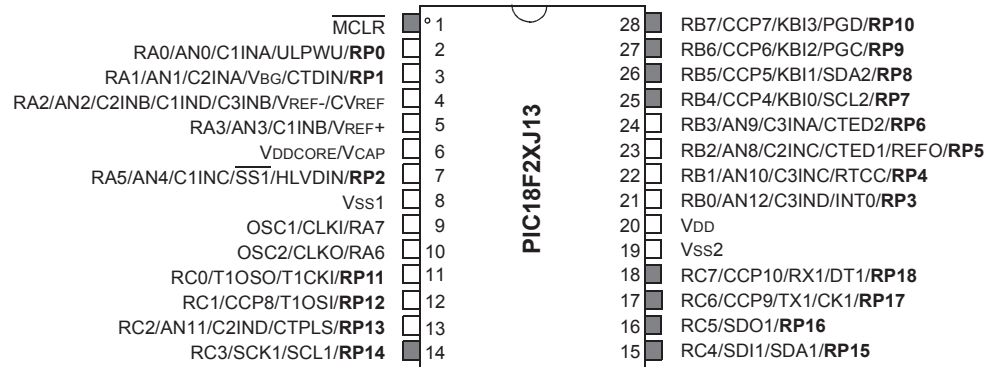 MCLR
RA0/AN0/C1INA/ULPWU/RP0
RA1/AN1/C2INA/VBG/CTDIN/RP1
RA2/AN2/C2INB/C1IND/C3INB/VREF-/CVREF
RA3/AN3/C1INB/VREF+
VDDCORE/VCAP
RA5/AN4/C1INC/SS1/HLVDIN/RP2
VSS1
OSC1/CLKI/RA7
OSC2/CLKO/RA6
RC0/T1OSO/T1CKI/RP11
RC1/CCP8/T1OSI/RP12
RC2/AN11/C2IND/CTPLS/RP13
RC3/SCK1/SCL1/RP14
1
2
3
4
5
6
7
8
9
10
11
12
13
14
PIC18F2XJ13
28
27
26
25
24
23
22
21
20
19
18
17
16
15
RB7/CCP7/KBI3/PGD/RP10
RB6/CCP6/KBI2/PGC/RP9
RB5/CCP5/KBI1/SDA2/RP8
RB4/CCP4/KBI0/SCL2/RP7
RB3/AN9/C3INA/CTED2/RP6
RB2/AN8/C2INC/CTED1/REFO/RP5
RB1/AN10/C3INC/RTCC/RP4
RB0/AN12/C3IND/INT0/RP3
VDD
VSS2
RC7/CCP10/RX1/DT1/RP18
RC6/CCP9/TX1/CK1/RP17
RC5/SDO1/RP16
RC4/SDI1/SDA1/RP15